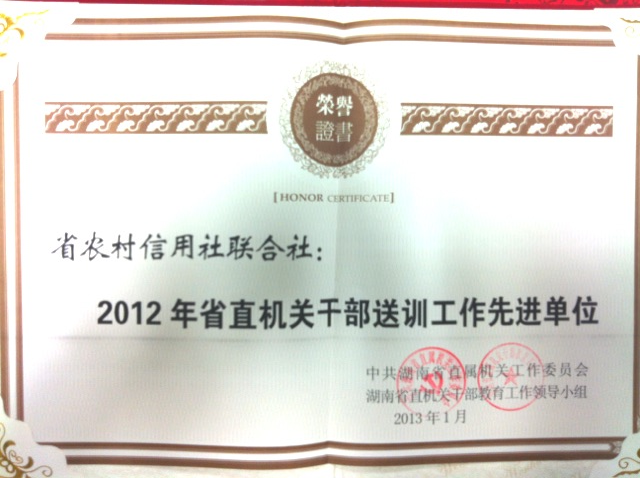 榮譽
證書
[HONOR CERTIFICATE]
省农村信用社联合社：
2012年省直机关干部送训工作先进单位
中共湖南省直属机关工作委员会
湖南省直机关干部教育工作领导小组
2013年1月